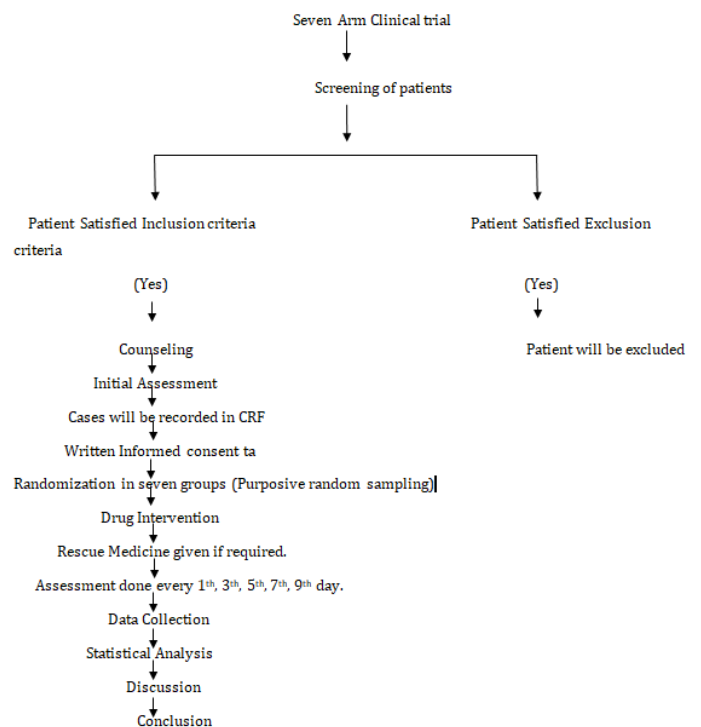 Seven Arm Clinical trial
Screening of patients
Patient Satisfied Inclusion criteria Patient Satisfied Exclusion
criteria
(Yes) (Yes)
Counseling Patient will be excluded
Initial Assessment
Cases will be recorded in CRF
Written Informed consent ta
Randomization in seven groups (Purposive random sampling)
Drug Intervention
Rescue Medicine given if required.
Assessment done every 1th, 3th, 5th, 7th, 9th day.
Data Collection
Statistical Analysis
Discussion
Conclusion